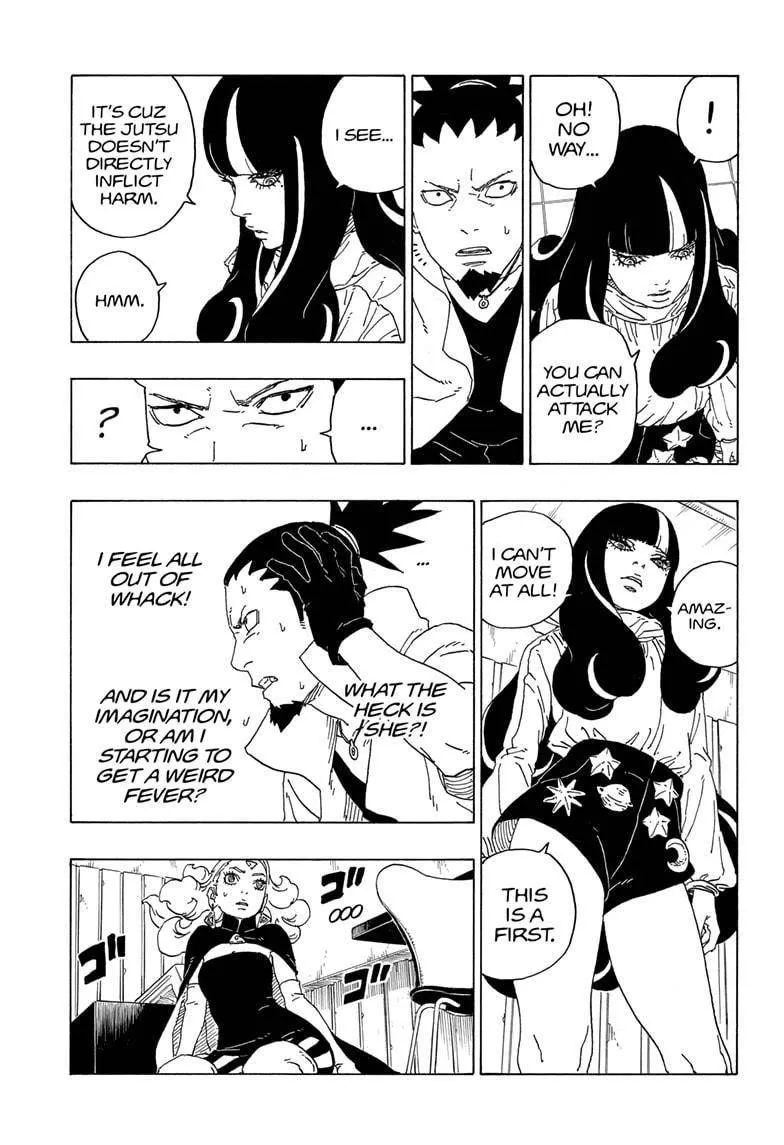 !
OH!
NO
WAY...
YOU CAN
ACTUALLY
ATTACK
ME?
I SEE...
IT'S CUZ
THE JUTSU
DOESN'T
DIRECTLY
INFLICT
HARM.
HMM.
...
?
I CAN'T
MOVE
AT ALL!
AMAZ-
ING.
THIS
IS A
FIRST.
...
WHAT THE
HECK IS
SHE?!
I FEEL ALL
OUT OF
WHACK!
AND IS IT MY
IMAGINATION,
OR AM I
STARTING TO
GET A WEIRD
FEVER?
ゴ"
OOO
ゴ
ゴ